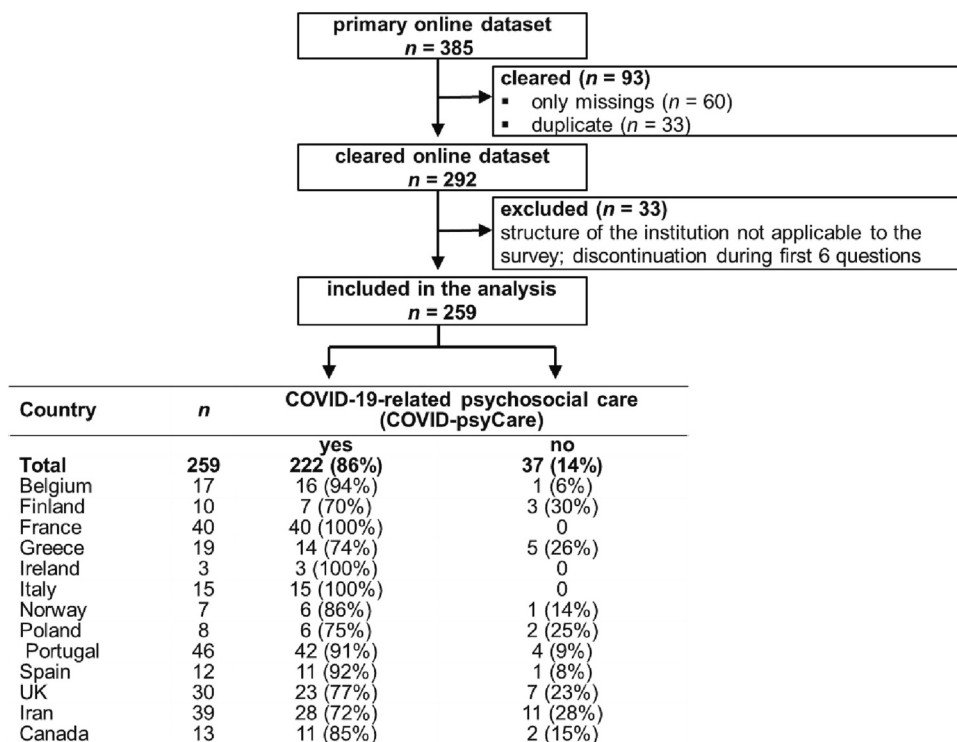 primary online dataset
n = 385
cleared (n = 93)
▪ only missings (n = 60)
▪ duplicate (n = 33)
cleared online dataset
n = 292
excluded (n = 33)
structure of the institution not applicable to the
survey; discontinuation during first 6 questions
included in the analysis
n = 259
Country n COVID-19-related psychosocial care
(COVID-psyCare)
yes no
Total 259 222 (86%) 37 (14%)
Belgium 17 16 (94%) 1 (6%)
Finland 10 7 (70%) 3 (30%)
France 40 40 (100%) 0
Greece 19 14 (74%) 5 (26%)
Ireland 3 3 (100%) 0
Italy 15 15 (100%) 0
Norway 7 6 (86%) 1 (14%)
Poland 8 6 (75%) 2 (25%)
Portugal 46 42 (91%) 4 (9%)
Spain 12 11 (92%) 1 (8%)
UK 30 23 (77%) 7 (23%)
Iran 39 28 (72%) 11 (28%)
Canada 13 11 (85%) 2 (15%)